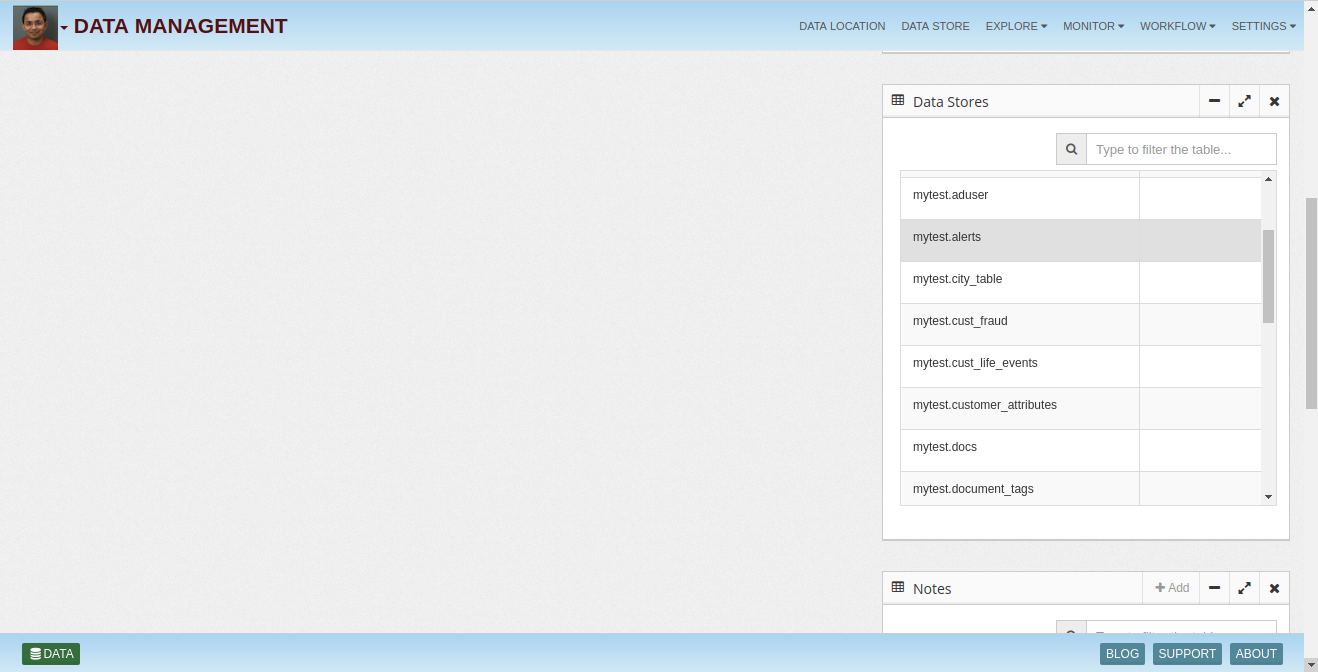 DATA MANAGEMENT
DATA LOCATION DATA STORE EXPLORE MONITOR WORKFLOW SETTINGS
Data Stores
Type to filter the table...
mytest.aduser
mytest.alerts
mytest.city_table
mytest.cust_fraud
mytest.cust_life_events
mytest.customer_attributes
mytest.docs
mytest.document_tags
Notes
Add
DATA
BLOG SUPPORT ABOUT